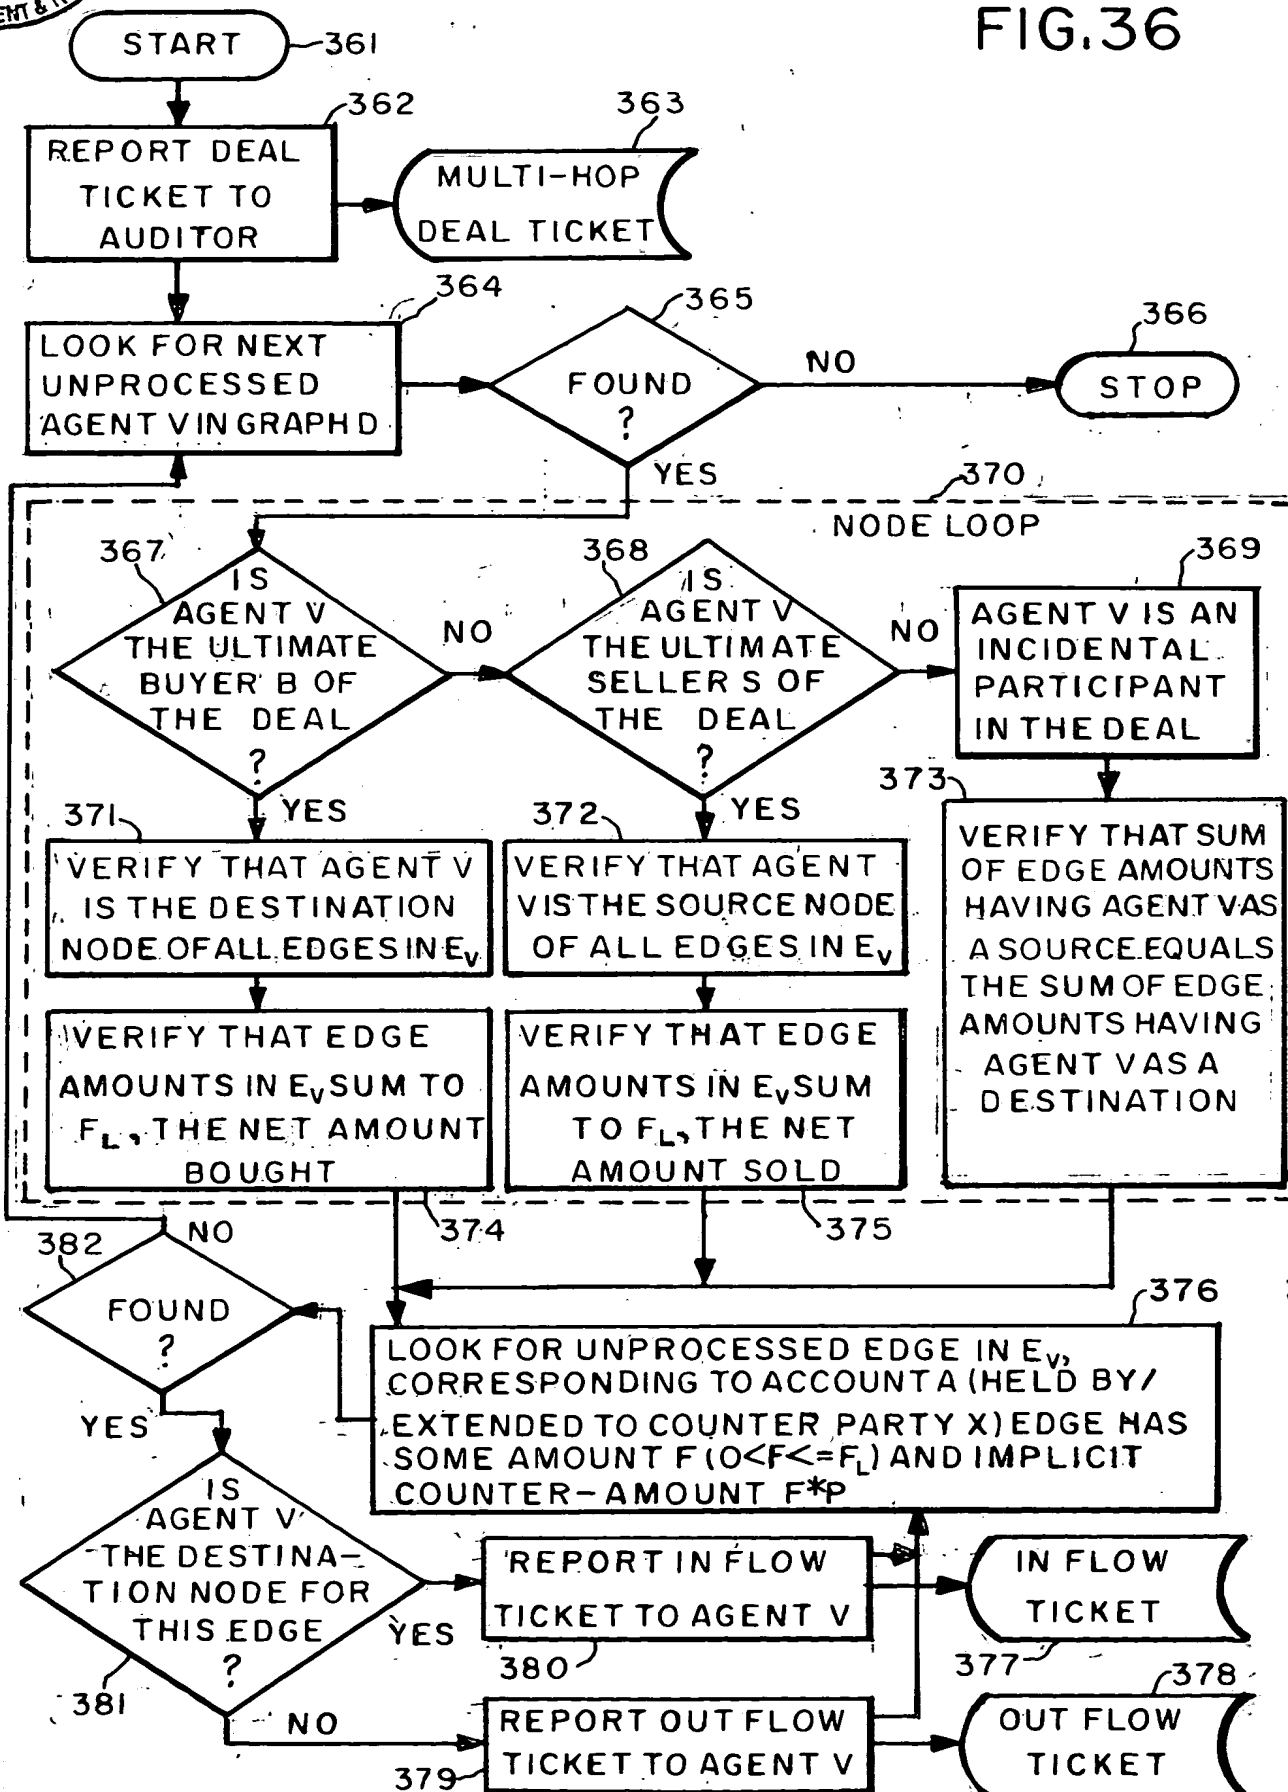 ENT &
FIG.36
START
361
362
363
REPORT DEAL
TICKET TO
AUDITOR
MULTI-HOP
DEAL TICKET
364
365
366
LOOK FOR NEXT
UNPROCESSED
AGENT V IN GRAPH D
FOUND
?
NO
STOP
YES
370
NODE LOOP
367
368
369
IS
AGENT V
THE ULTIMATE
BUYER B OF
THE DEAL
?
NO
IS
AGENT V
THE ULTIMATE
SELLER S OF
THE DEAL
?
NO
AGENT V IS AN
INCIDENTAL
PARTICIPANT
IN THE DEAL
371
YES
372
YES
373
VERIFY THAT AGENT V
IS THE DESTINATION
NODE OF ALL EDGES IN EV
VERIFY THAT AGENT
V IS THE SOURCE NODE
OF ALL EDGES IN EV
VERIFY THAT SUM
OF EDGE AMOUNTS
HAVING AGENT V AS
A SOURCE EQUALS
THE SUM OF EDGE
AMOUNTS HAVING
AGENT V AS A
DESTINATION
VERIFY THAT EDGE
AMOUNTS IN EV SUM TO
FL, THE NET AMOUNT
BOUGHT
VERIFY THAT EDGE
AMOUNTS IN EV SUM
TO FL, THE NET
AMOUNT SOLD
374
375
382
NO
FOUND
?
YES
376
LOOK FOR UNPROCESSED EDGE IN EV,
CORRESPONDING TO ACCOUNT A (HELD BY/
EXTENDED TO COUNTER PARTY X) EDGE HAS
SOME AMOUNT F (0<F<=FL) AND IMPLICIT
COUNTER-AMOUNT F*P
IS
AGENT V
THE DESTINA-
TION NODE FOR
THIS EDGE
?
YES
381
NO
REPORT IN FLOW
TICKET TO AGENT V
380
IN FLOW
TICKET
377
REPORT OUT FLOW
TICKET TO AGENT V
379
378
OUT FLOW
TICKET